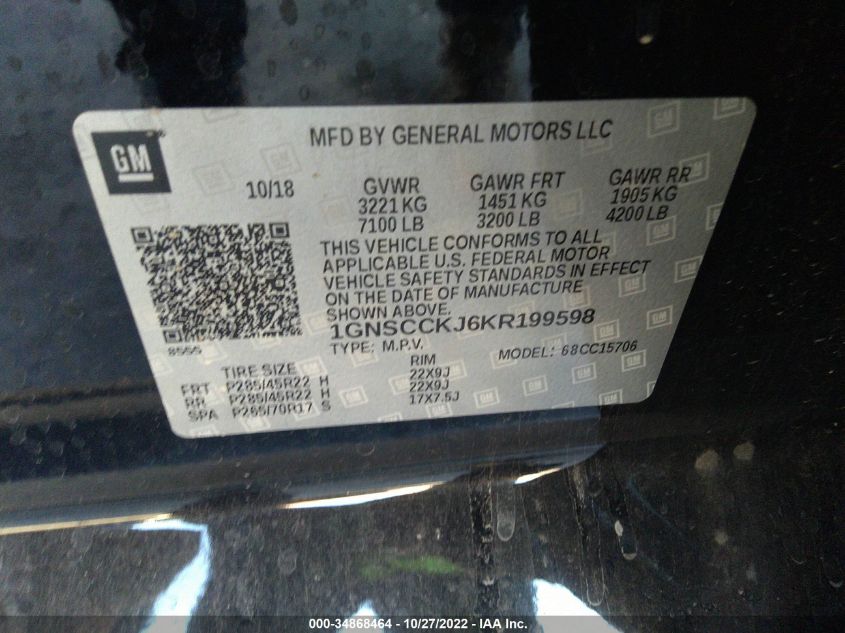 GM
MFD BY GENERAL MOTORS LLC
10/18 GVWR GAWR FRT GAWR RR
3221 KG 1451 KG 1905 KG
7100 LB 3200 LB 4200 LB
THIS VEHICLE CONFORMS TO ALL
APPLICABLE U.S. FEDERAL MOTOR
VEHICLE SAFETY STANDARDS IN EFFECT
ON THE DATE OF MANUFACTURE
SHOWN ABOVE.
1GNSCCKJ6KR199598
8555
TYPE: M.P.V. MODEL: 68CC15706
TIRE SIZE RIM
FRT P285/45R22 H 22X9J
RR P285/45R22 H 22X9J
SPA P265/70R17 S 17X7.5J
000-34868464 - 10/27/2022 - IAA Inc.